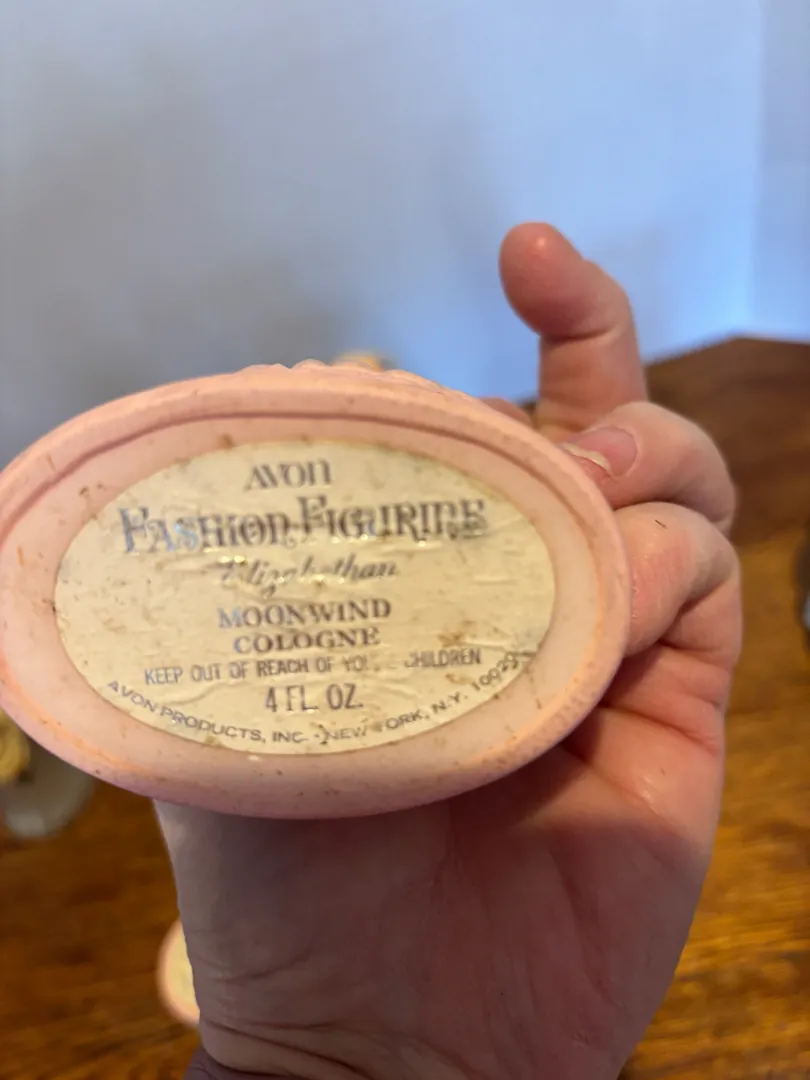 AVON
FASHION FIGURINE
Elizabethan
MOONWIND
COLOGNE
KEEP OUT OF REACH OF CHILDREN
4 FL. OZ.
AVON PRODUCTS, INC. · NEW YORK, N.Y. 10020